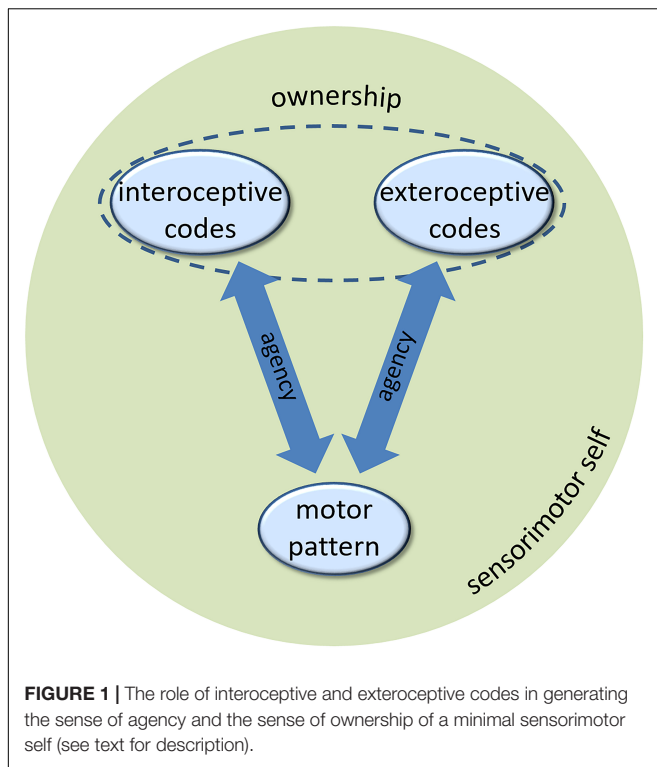 ownership
interoceptive
codes
exteroceptive
codes
agency
agency
motor
pattern
sensorimotor self
FIGURE 1 | The role of interoceptive and exteroceptive codes in generating
the sense of agency and the sense of ownership of a minimal sensorimotor
self (see text for description).